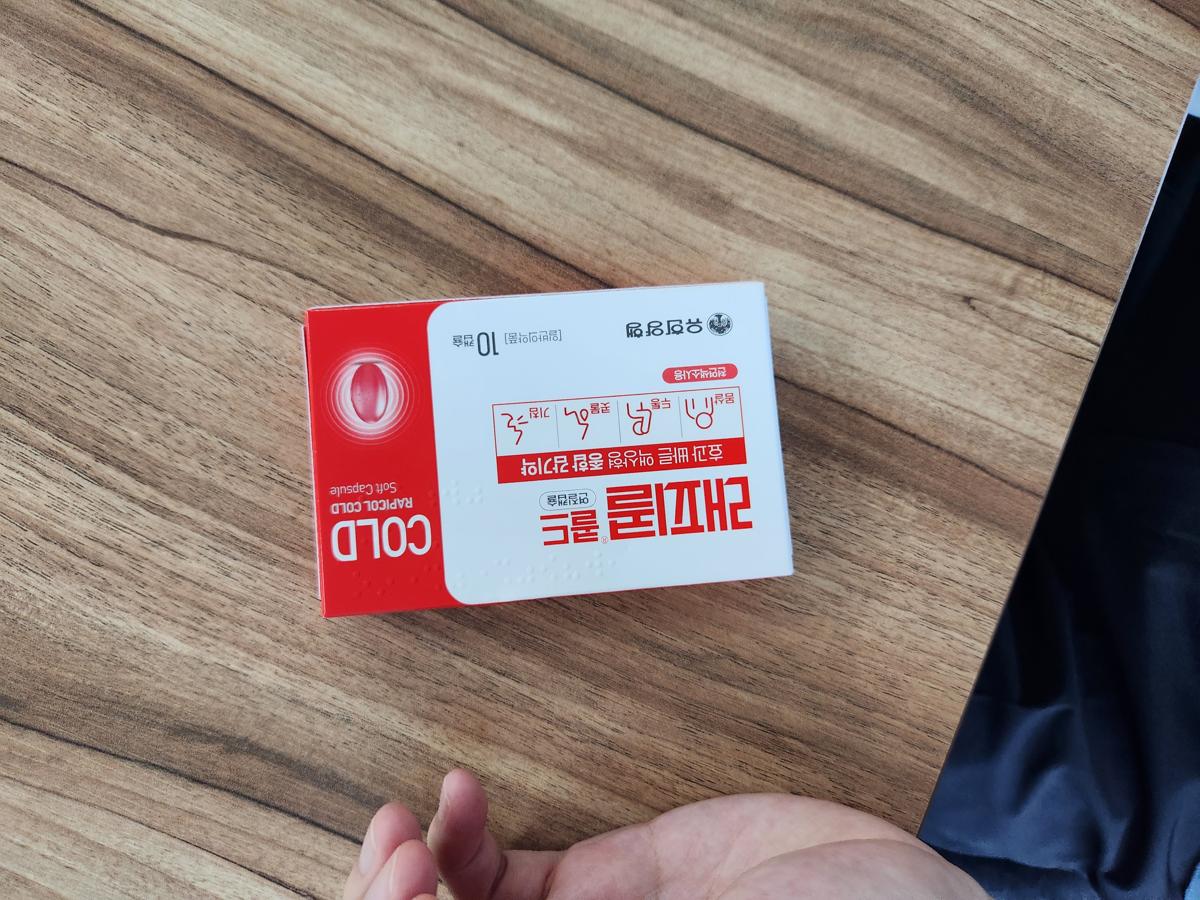 래피콜® 콜드
연질캡슐
효과 빠른 액상형 종합 감기약
몸살 두통 콧물 기침
천연색소사용
유한양행
[일반의약품] 10캡슐
COLD
RAPICOL COLD
Soft Capsule